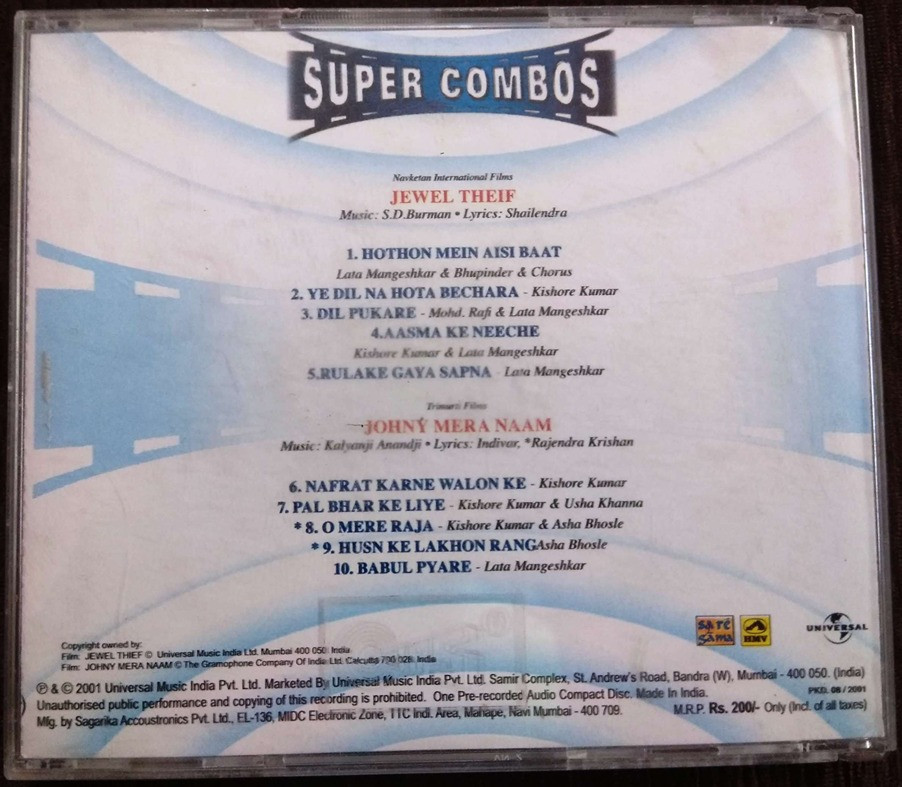 SUPER COMBOS
Navketan International Films
JEWEL THEIF
Music: S.D.Burman • Lyrics: Shailendra
1. HOTHON MEIN AISI BAAT
Lata Mangeshkar & Bhupinder & Chorus
2. YE DIL NA HOTA BECHARA - Kishore Kumar
3. DIL PUKARE - Mohd. Rafi & Lata Mangeshkar
4.AASMA KE NEECHE
Kishore Kumar & Lata Mangeshkar
5.RULAKE GAYA SAPNA - Lata Mangeshkar
Trimurti Films
JOHNY MERA NAAM
Music: Kalyanji Anandji • Lyrics: Indivar, *Rajendra Krishan
6. NAFRAT KARNE WALON KE - Kishore Kumar
7. PAL BHAR KE LIYE - Kishore Kumar & Usha Khanna
* 8. O MERE RAJA - Kishore Kumar & Asha Bhosle
* 9. HUSN KE LAKHON RANGAsha Bhosle
10. BABUL PYARE - Lata Mangeshkar
sa re
gama
HMV
UNIVERSAL
Copyright owned by:
Film: JEWEL THIEF © Universal Music India Ltd. Mumbai 400 050. India
Film: JOHNY MERA NAAM © The Gramophone Company Of India Ltd. Calcutta 700 028. India
℗ & © 2001 Universal Music India Pvt. Ltd. Marketed By Universal Music India Pvt. Ltd. Samir Complex, St. Andrew's Road, Bandra (W), Mumbai - 400 050. (India)
Unauthorised public performance and copying of this recording is prohibited. One Pre-recorded Audio Compact Disc. Made In India. PKD. 08 / 2001
Mfg. by Sagarika Accoustronics Pvt. Ltd., EL-136, MIDC Electronic Zone, TTC Indl. Area, Mahape, Navi Mumbai - 400 709. M.R.P. Rs. 200/- Only (Incl. of all taxes)